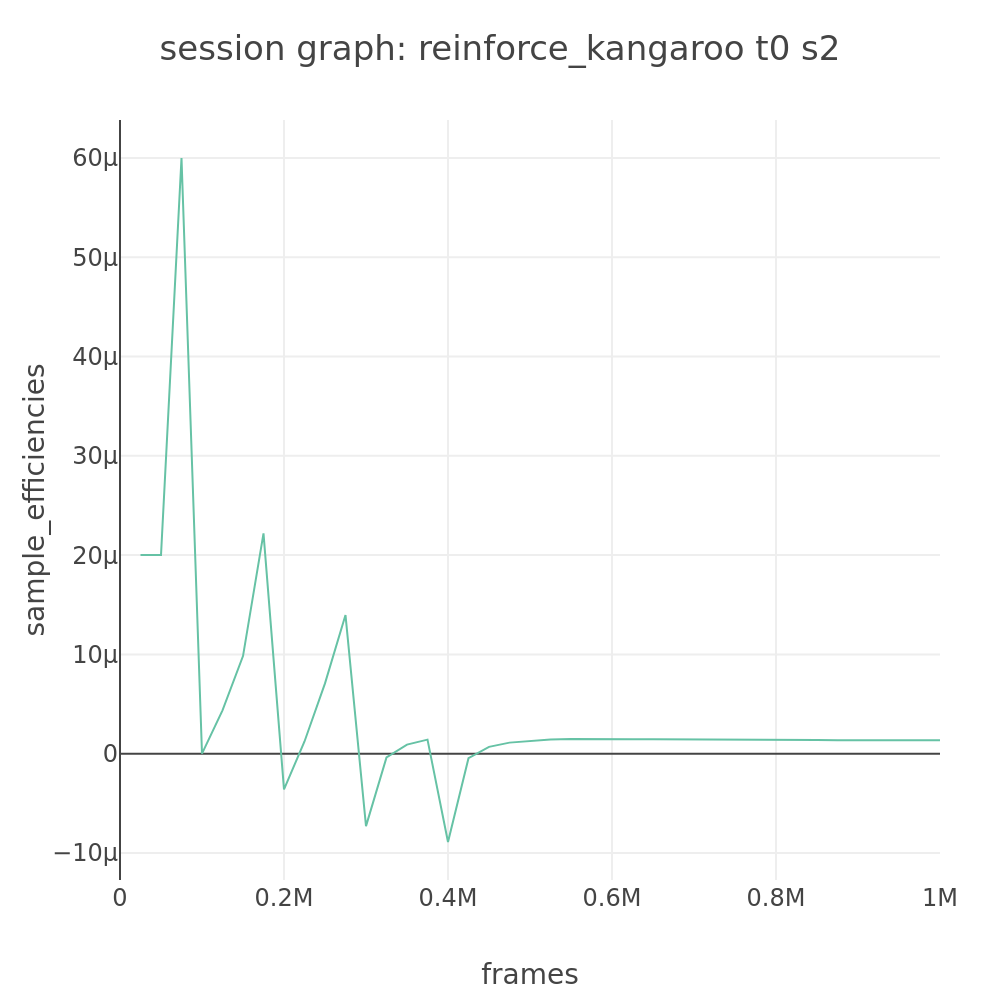 session graph: reinforce_kangaroo t0 s2
60µ
50µ
40µ
30µ
20µ
10µ
0
−10µ
sample_efficiencies
0
0.2M
0.4M
0.6M
0.8M
1M
frames